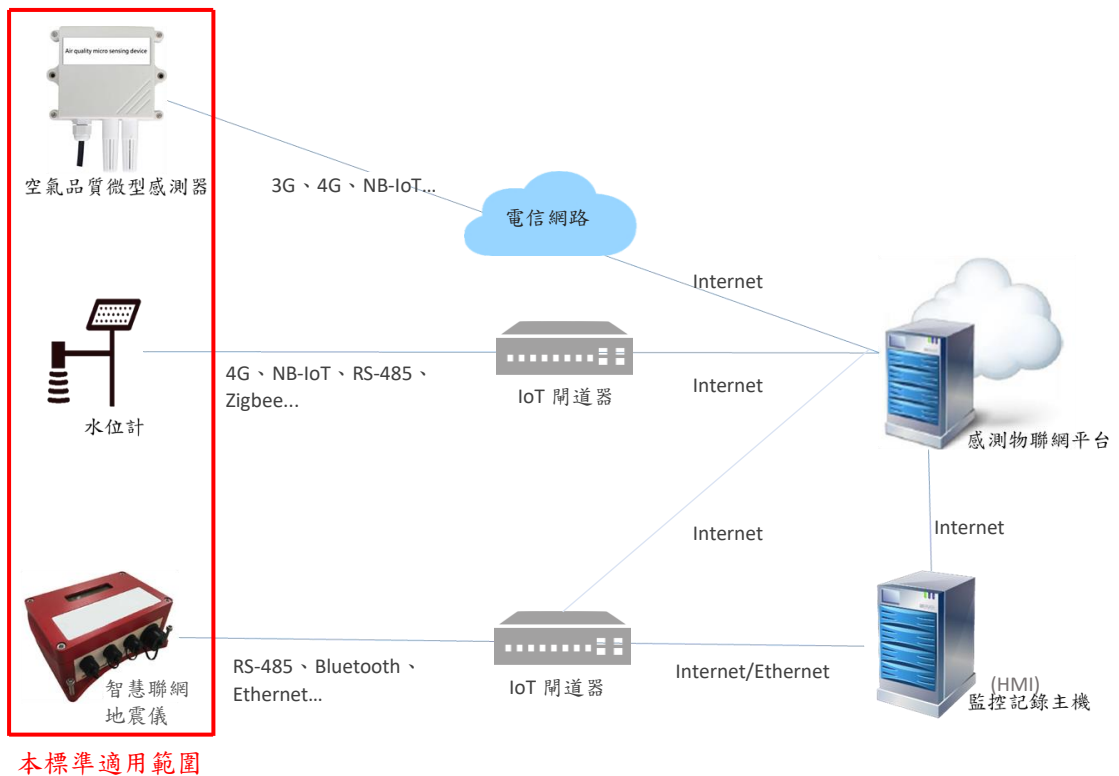 Air quality micro sensing device
空氣品質微型感測器
3G、4G、NB-IoT…
電信網路
Internet
水位計
4G、NB-IoT、RS-485、
Zigbee...
IoT 閘道器
Internet
感測物聯網平台
Internet
Internet
智慧聯網
地震儀
RS-485、Bluetooth、
Ethernet...
IoT 閘道器
Internet/Ethernet
(HMI)
監控記錄主機
本標準適用範圍